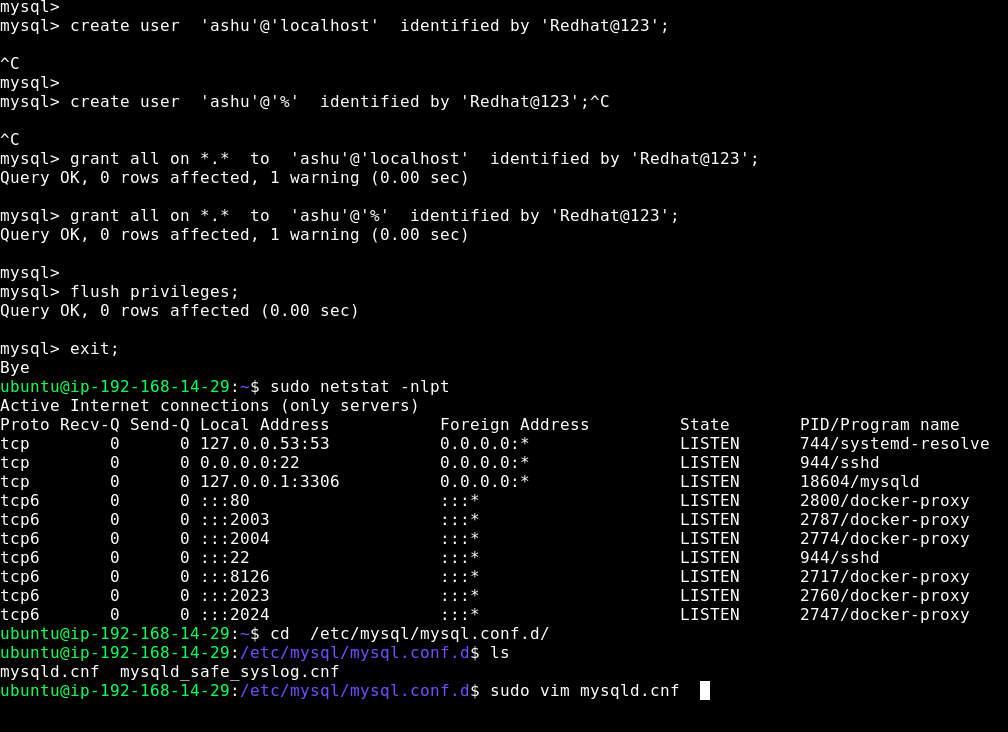 mysql>
mysql> create user  'ashu'@'localhost'  identified by 'Redhat@123';
^C
mysql>
mysql> create user  'ashu'@'%'  identified by 'Redhat@123';^C
^C
mysql> grant all on *.*  to  'ashu'@'localhost'  identified by 'Redhat@123';
Query OK, 0 rows affected, 1 warning (0.00 sec)
mysql> grant all on *.*  to  'ashu'@'%'  identified by 'Redhat@123';
Query OK, 0 rows affected, 1 warning (0.00 sec)
mysql>
mysql> flush privileges;
Query OK, 0 rows affected (0.00 sec)
mysql> exit;
Bye
ubuntu@ip-192-168-14-29:~$ sudo netstat -nlpt
Active Internet connections (only servers)
Proto Recv-Q Send-Q Local Address           Foreign Address         State       PID/Program name
tcp        0      0 127.0.0.53:53           0.0.0.0:*               LISTEN      744/systemd-resolve
tcp        0      0 0.0.0.0:22              0.0.0.0:*               LISTEN      944/sshd
tcp        0      0 127.0.0.1:3306          0.0.0.0:*               LISTEN      18604/mysqld
tcp6       0      0 :::80                   :::*                    LISTEN      2800/docker-proxy
tcp6       0      0 :::2003                 :::*                    LISTEN      2787/docker-proxy
tcp6       0      0 :::2004                 :::*                    LISTEN      2774/docker-proxy
tcp6       0      0 :::22                   :::*                    LISTEN      944/sshd
tcp6       0      0 :::8126                 :::*                    LISTEN      2717/docker-proxy
tcp6       0      0 :::2023                 :::*                    LISTEN      2760/docker-proxy
tcp6       0      0 :::2024                 :::*                    LISTEN      2747/docker-proxy
ubuntu@ip-192-168-14-29:~$ cd  /etc/mysql/mysql.conf.d/
ubuntu@ip-192-168-14-29:/etc/mysql/mysql.conf.d$ ls
mysqld.cnf  mysqld_safe_syslog.cnf
ubuntu@ip-192-168-14-29:/etc/mysql/mysql.conf.d$ sudo vim mysqld.cnf